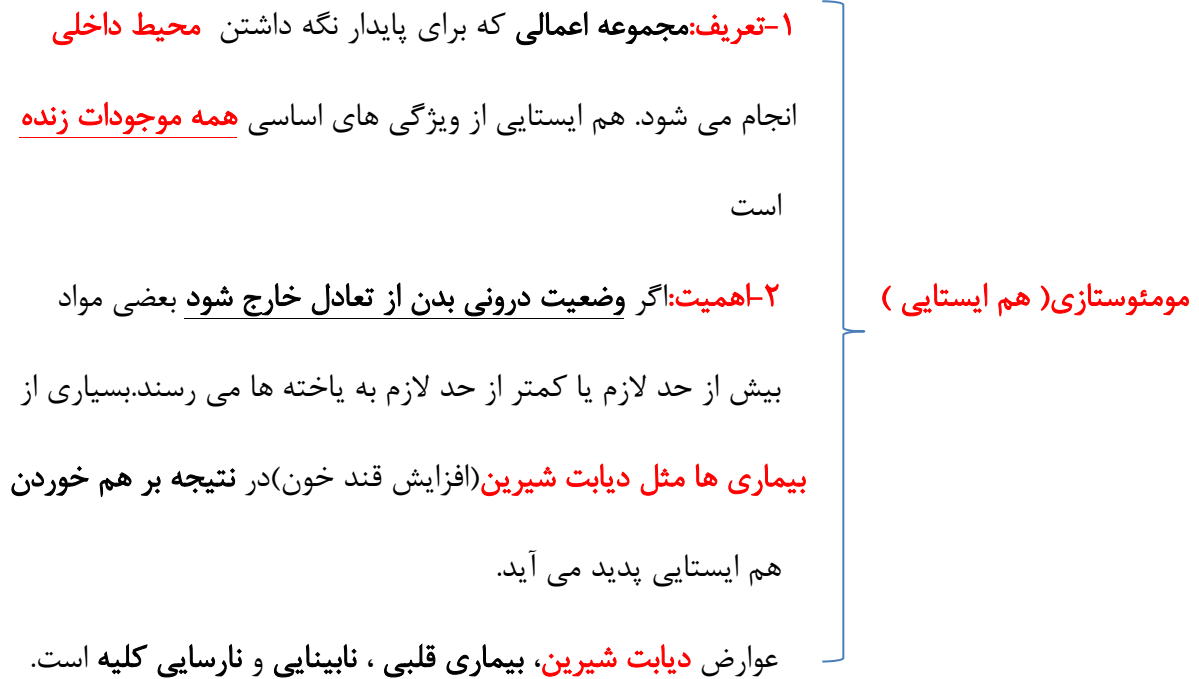 مومئوستازی( هم ایستایی )
۱-تعریف:مجموعه اعمالی که برای پایدار نگه داشتن محیط داخلی
انجام می شود. هم ایستایی از ویژگی های اساسی همه موجودات زنده
است
۲-اهمیت:اگر وضعیت درونی بدن از تعادل خارج شود بعضی مواد
بیش از حد لازم یا کمتر از حد لازم به یاخته ها می رسند.بسیاری از
بیماری ها مثل دیابت شیرین(افزایش قند خون)در نتیجه بر هم خوردن
هم ایستایی پدید می آید.
عوارض دیابت شیرین، بیماری قلبی ، نابینایی و نارسایی کلیه است.